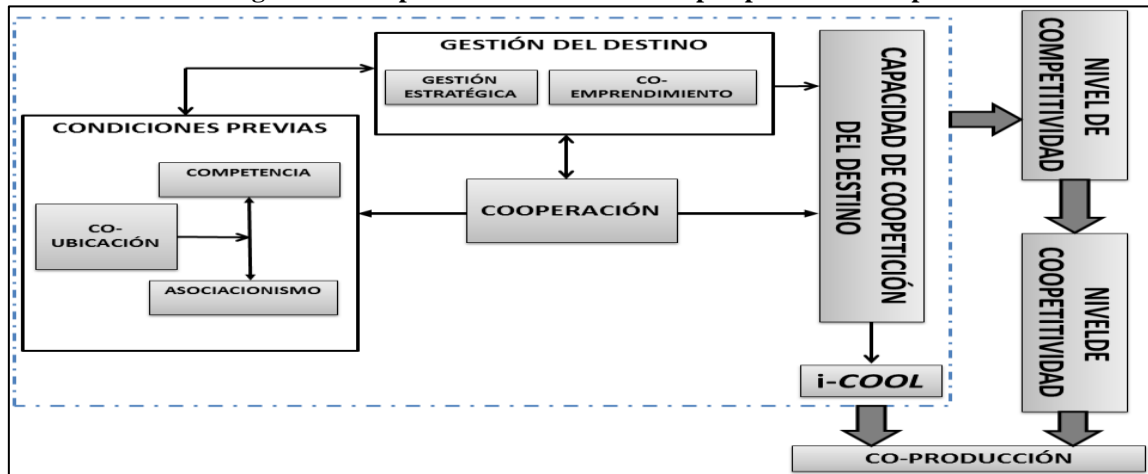 GESTIÓN DEL DESTINO
GESTIÓN
ESTRATÉGICA
CO-
EMPRENDIMIENTO
CONDICIONES PREVIAS
COMPETENCIA
CO-
UBICACIÓN
ASOCIACIONISMO
COOPERACIÓN
CAPACIDAD DE COOPETICIÓN
DEL DESTINO
i-COOL
NIVEL DE
COMPETITIVIDAD
NIVELDE
COOPETITIVIDAD
CO-PRODUCCIÓN